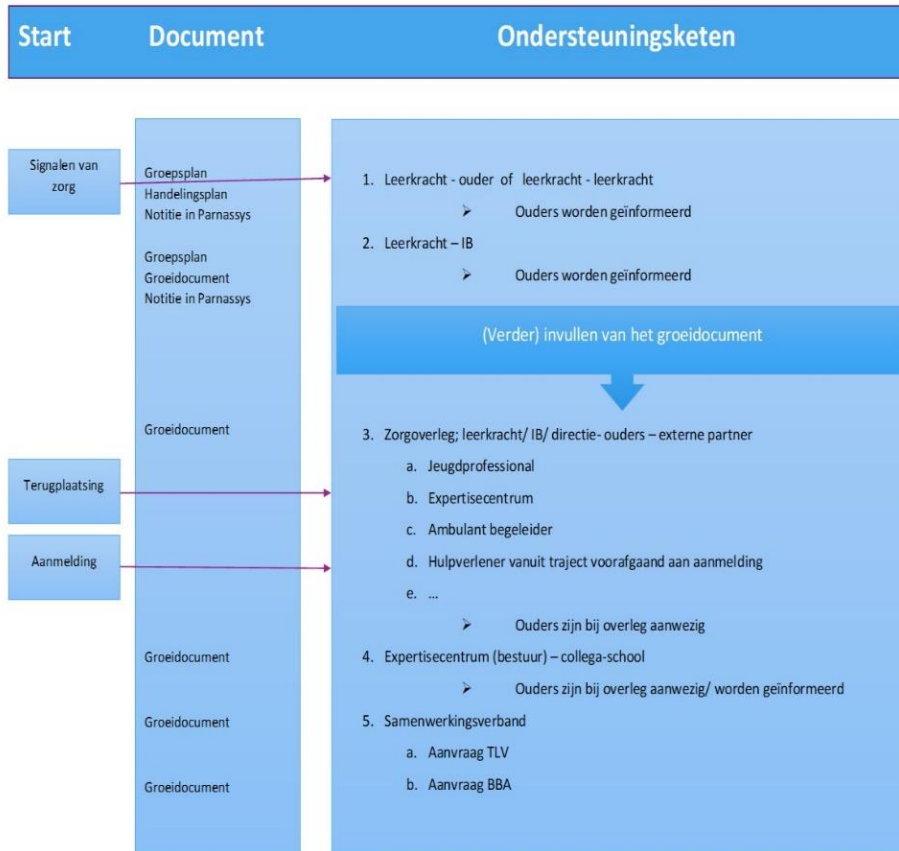 Start
Document
Ondersteuningsketen
Signalen van
zorg
Groepsplan
Handelingsplan
Notitie in Parnassys
Groepsplan
Groeidocument
Notitie in Parnassys
1. Leerkracht - ouder of leerkracht - leerkracht
➢ Ouders worden geïnformeerd
2. Leerkracht – IB
➢ Ouders worden geïnformeerd
(Verder) invullen van het groeidocument
Groeidocument
3. Zorgoverleg; leerkracht/ IB/ directie- ouders – externe partner
a. Jeugdprofessional
Terugplaatsing
b. Expertisecentrum
c. Ambulant begeleider
Aanmelding
d. Hulpverlener vanuit traject voorafgaand aan aanmelding
e. ...
➢ Ouders zijn bij overleg aanwezig
Groeidocument
4. Expertisecentrum (bestuur) – collega-school
➢ Ouders zijn bij overleg aanwezig/ worden geïnformeerd
Groeidocument
5. Samenwerkingsverband
a. Aanvraag TLV
Groeidocument
b. Aanvraag BBA